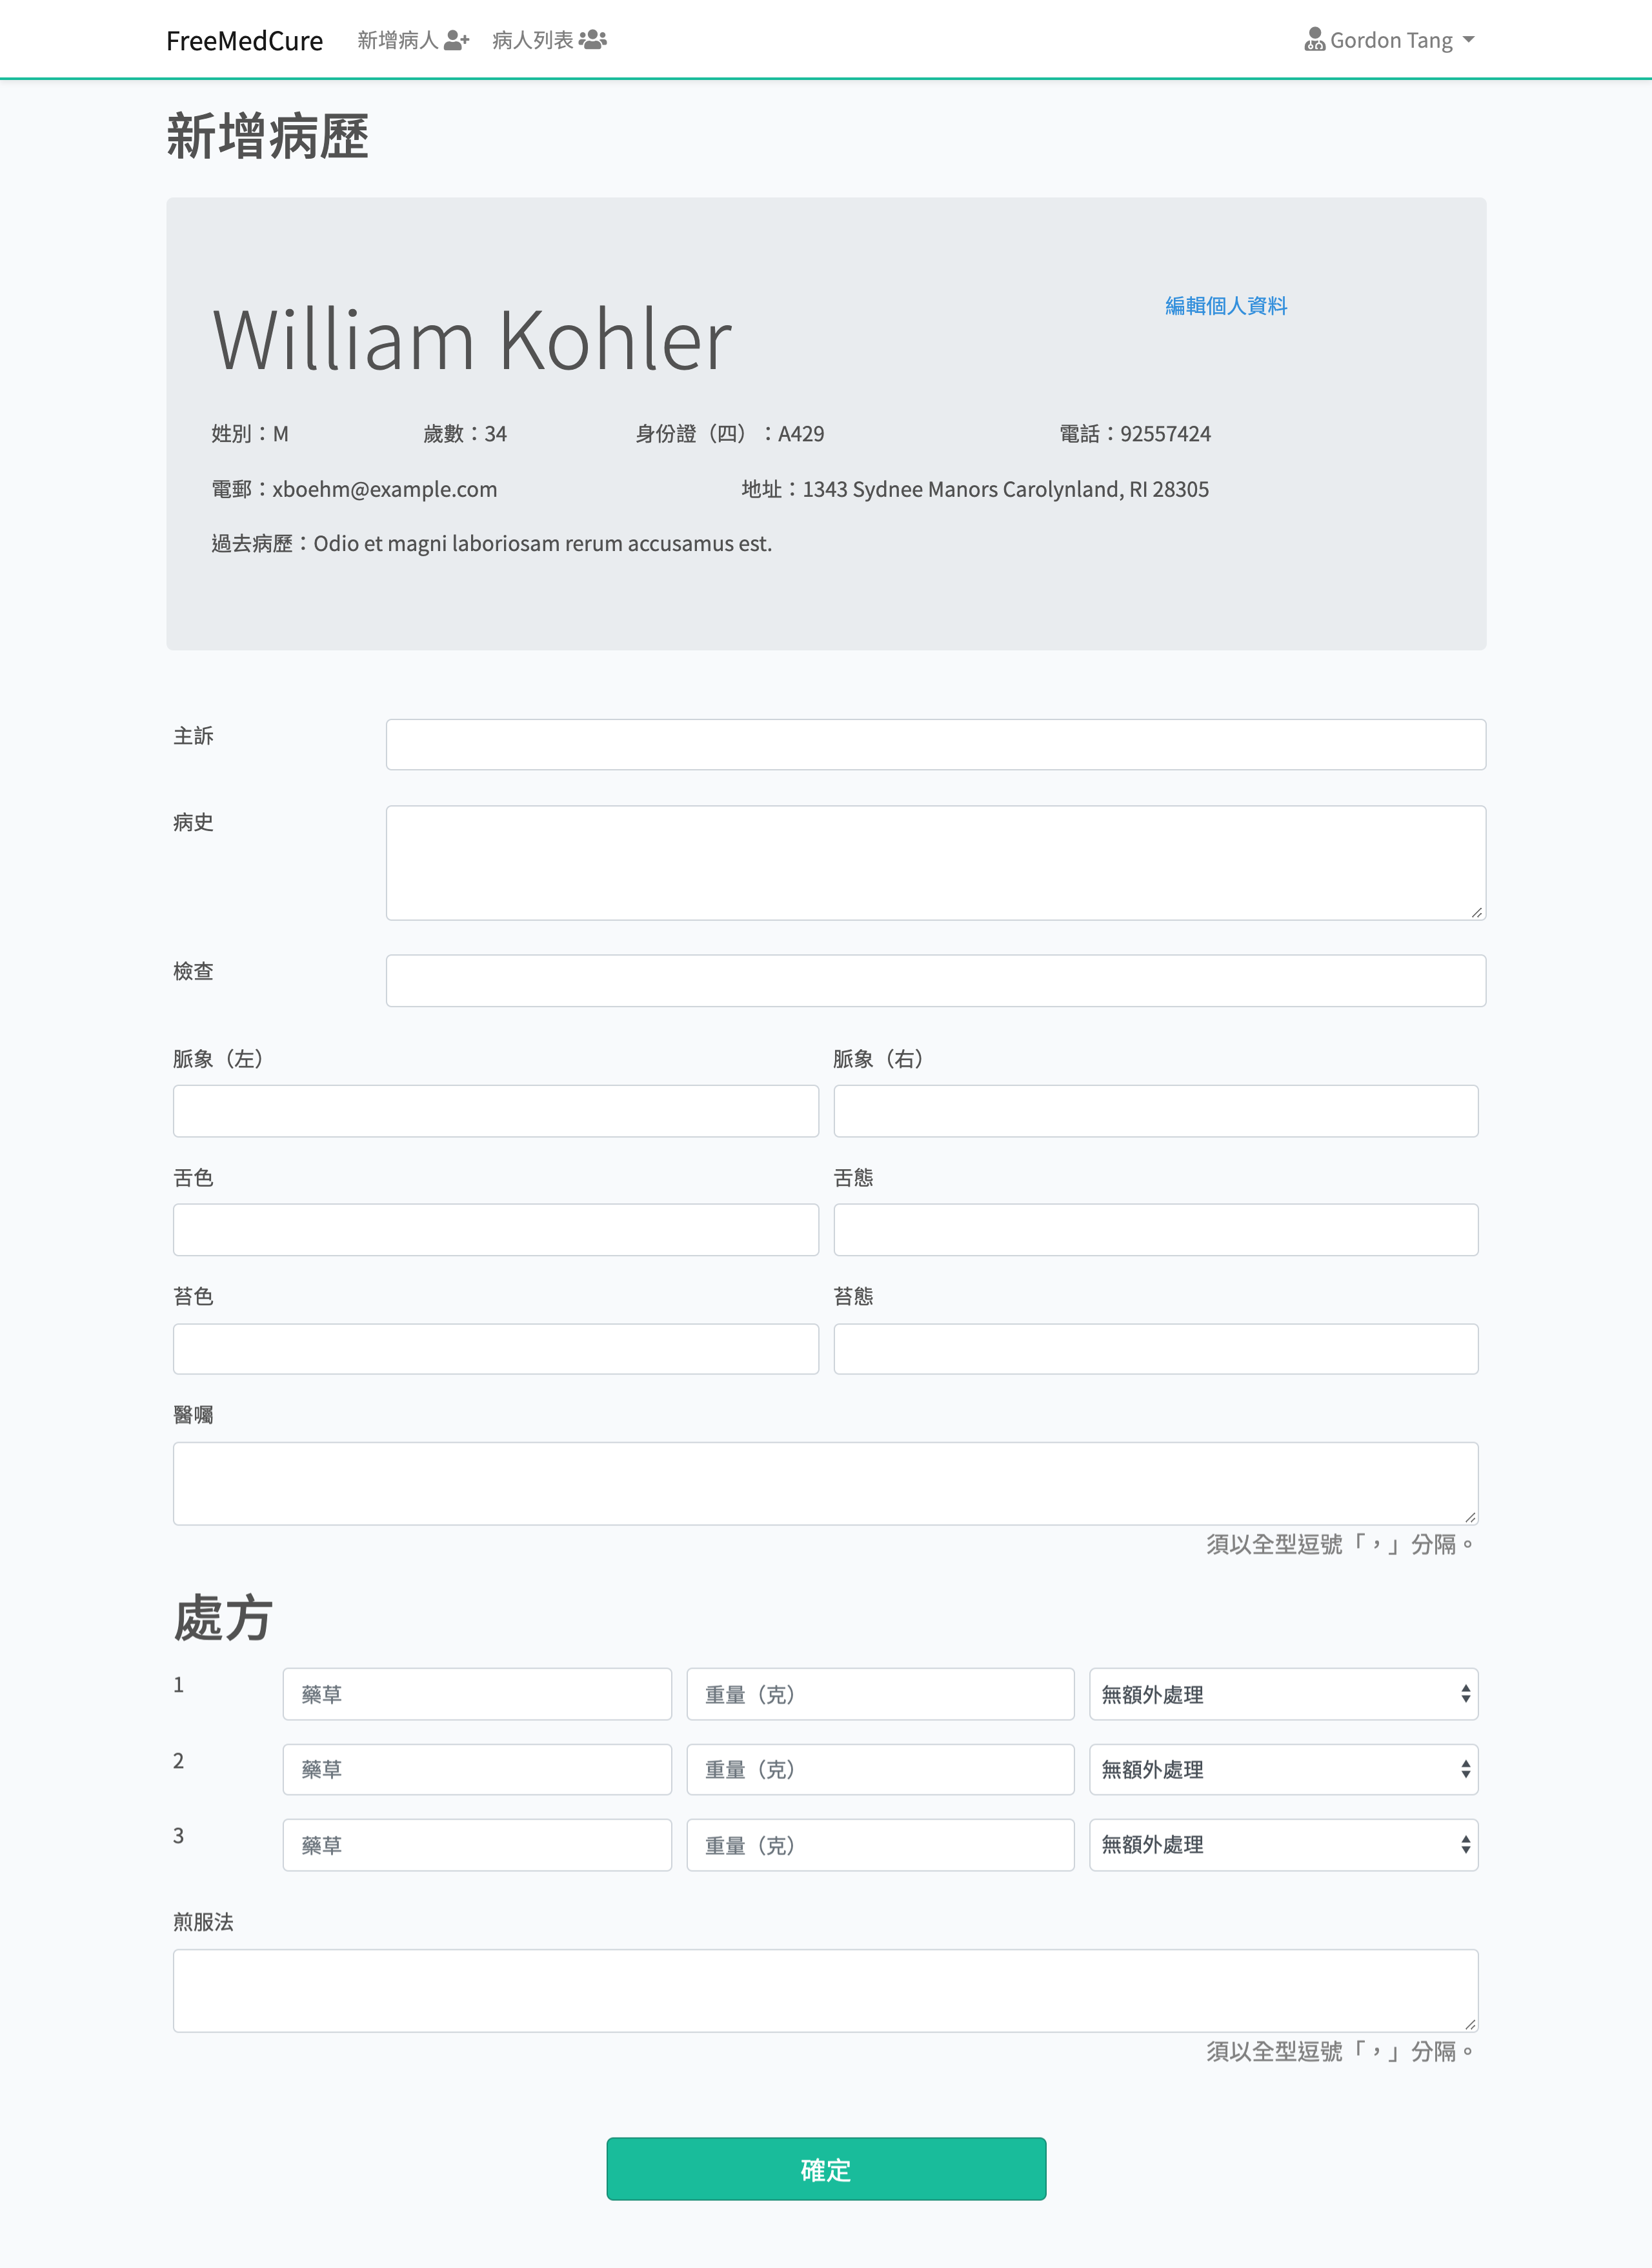 FreeMedCure 新增病人 病人列表 Gordon Tang
新增病歷
William Kohler 編輯個人資料
姓別：M 歲數：34 身份證（四）：A429 電話：92557424
電郵：xboehm@example.com 地址：1343 Sydnee Manors Carolynland, RI 28305
過去病歷：Odio et magni laboriosam rerum accusamus est.
主訴
病史
檢查
脈象（左） 脈象（右）
舌色 舌態
苔色 苔態
醫囑
須以全型逗號「，」分隔。
處方
1 藥草 重量（克） 無額外處理
2 藥草 重量（克） 無額外處理
3 藥草 重量（克） 無額外處理
煎服法
須以全型逗號「，」分隔。
確定